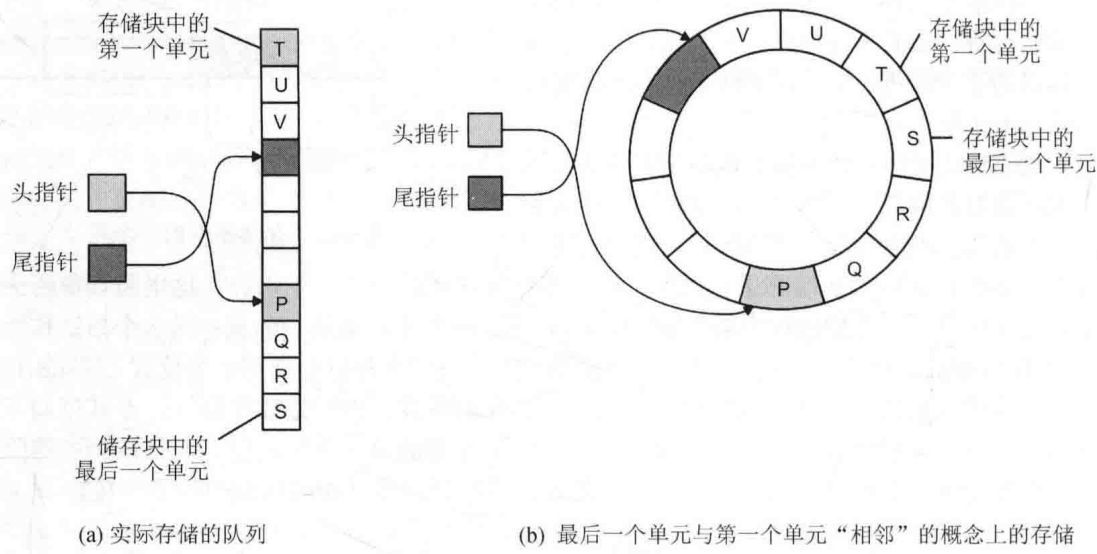 存储块中的
第一个单元
T
U
V
头指针
尾指针
P
Q
R
S
储存块中的
最后一个单元
(a) 实际存储的队列
V
U
T
S
R
Q
P
存储块中的
第一个单元
存储块中的
最后一个单元
头指针
尾指针
(b) 最后一个单元与第一个单元“相邻”的概念上的存储